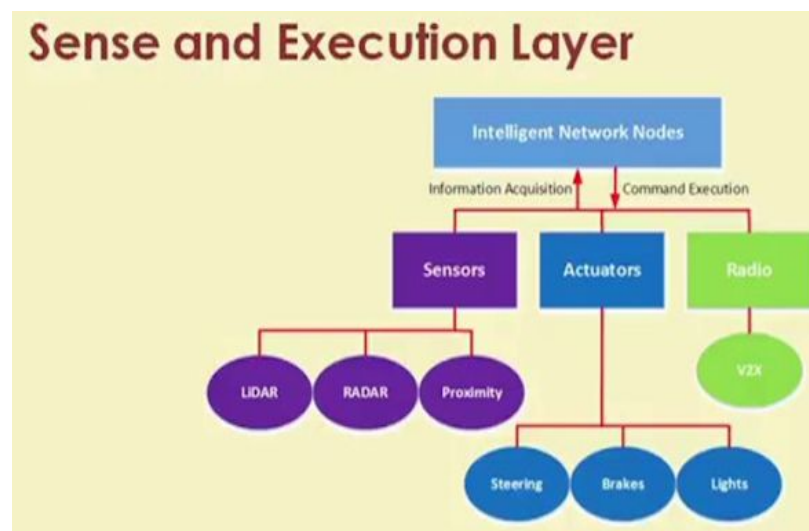 Sense and Execution Layer
Intelligent Network Nodes
Information Acquisition
Command Execution
Sensors
Actuators
Radio
LiDAR
RADAR
Proximity
V2X
Steering
Brakes
Lights